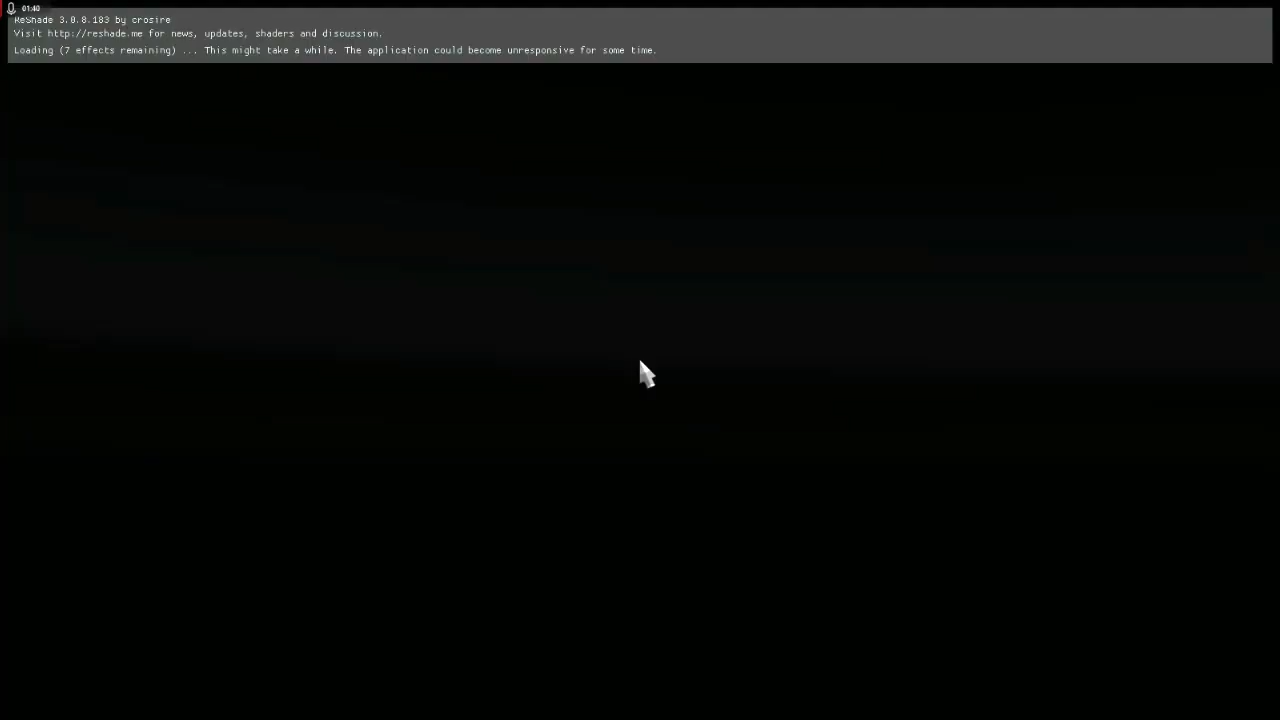 01:40
ReShade 3.0.8.183 by crosire
Visit http://reshade.me for news, updates, shaders and discussion.
Loading (7 effects remaining) ... This might take a while. The application could become unresponsive for some time.